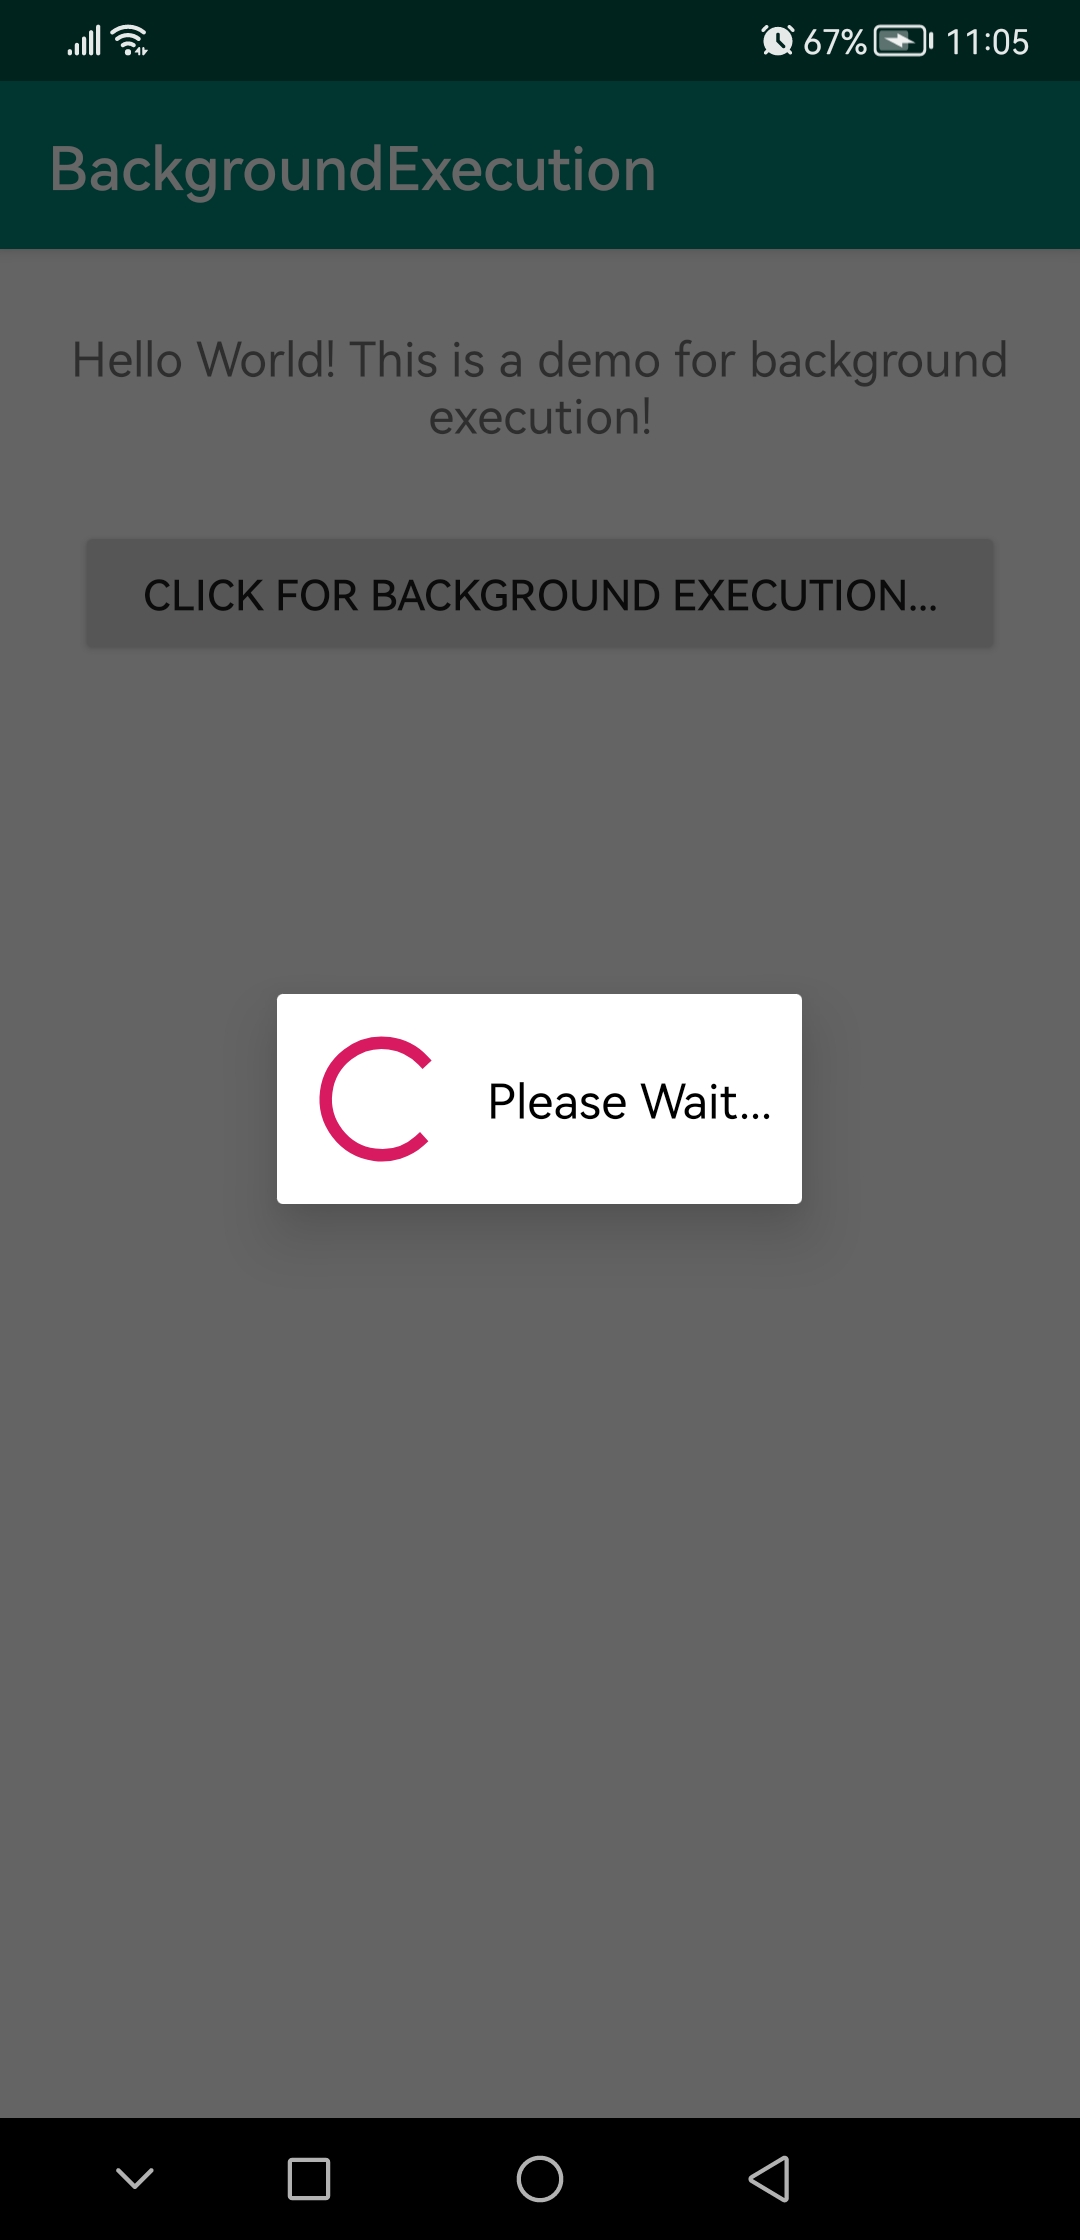 67% 11:05
BackgroundExecution
Hello World! This is a demo for background
execution!
CLICK FOR BACKGROUND EXECUTION...
Please Wait...